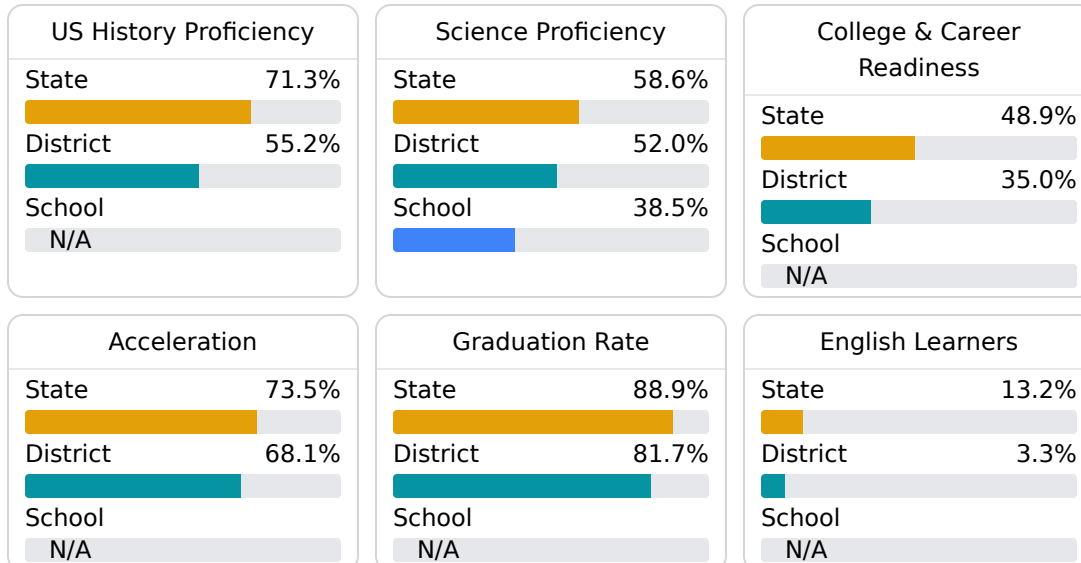 US History Proficiency
State 71.3%
District 55.2%
School
N/A
Science Proficiency
State 58.6%
District 52.0%
School 38.5%
College & Career
Readiness
State 48.9%
District 35.0%
School
N/A
Acceleration
State 73.5%
District 68.1%
School
N/A
Graduation Rate
State 88.9%
District 81.7%
School
N/A
English Learners
State 13.2%
District 3.3%
School
N/A